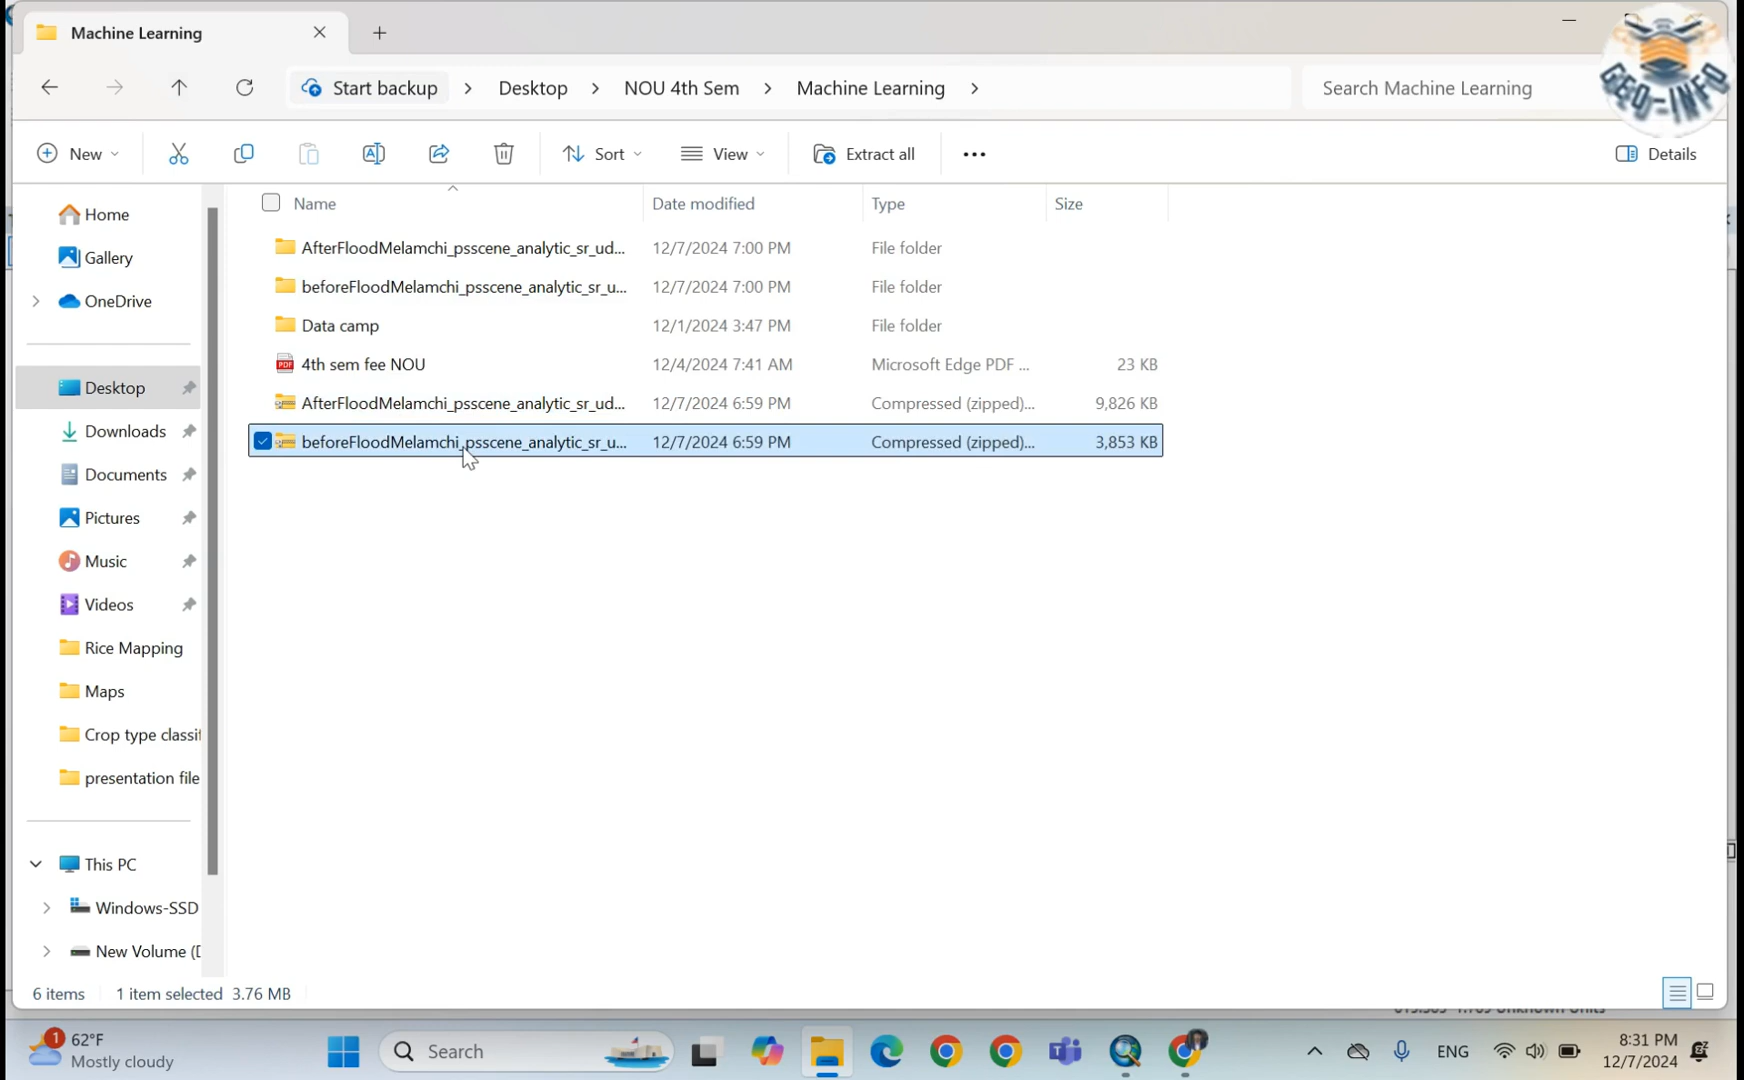 Machine Learning
Start backup > Desktop > NOU 4th Sem > Machine Learning >
Search Machine Learning
GEO-INFO
New
Sort
View
Extract all
Details
Name Date modified Type Size
AfterFloodMelamchi_psscene_analytic_sr_ud... 12/7/2024 7:00 PM File folder
beforeFloodMelamchi_psscene_analytic_sr_u... 12/7/2024 7:00 PM File folder
Data camp 12/1/2024 3:47 PM File folder
4th sem fee NOU 12/4/2024 7:41 AM Microsoft Edge PDF ... 23 KB
AfterFloodMelamchi_psscene_analytic_sr_ud... 12/7/2024 6:59 PM Compressed (zipped)... 9,826 KB
beforeFloodMelamchi_psscene_analytic_sr_u... 12/7/2024 6:59 PM Compressed (zipped)... 3,853 KB
Home
Gallery
OneDrive
Desktop
Downloads
Documents
Pictures
Music
Videos
Rice Mapping
Maps
Crop type classif
presentation file
This PC
Windows-SSD
New Volume (D
6 items 1 item selected 3.76 MB
1
62°F
Mostly cloudy
Search
ENG
8:31 PM
12/7/2024